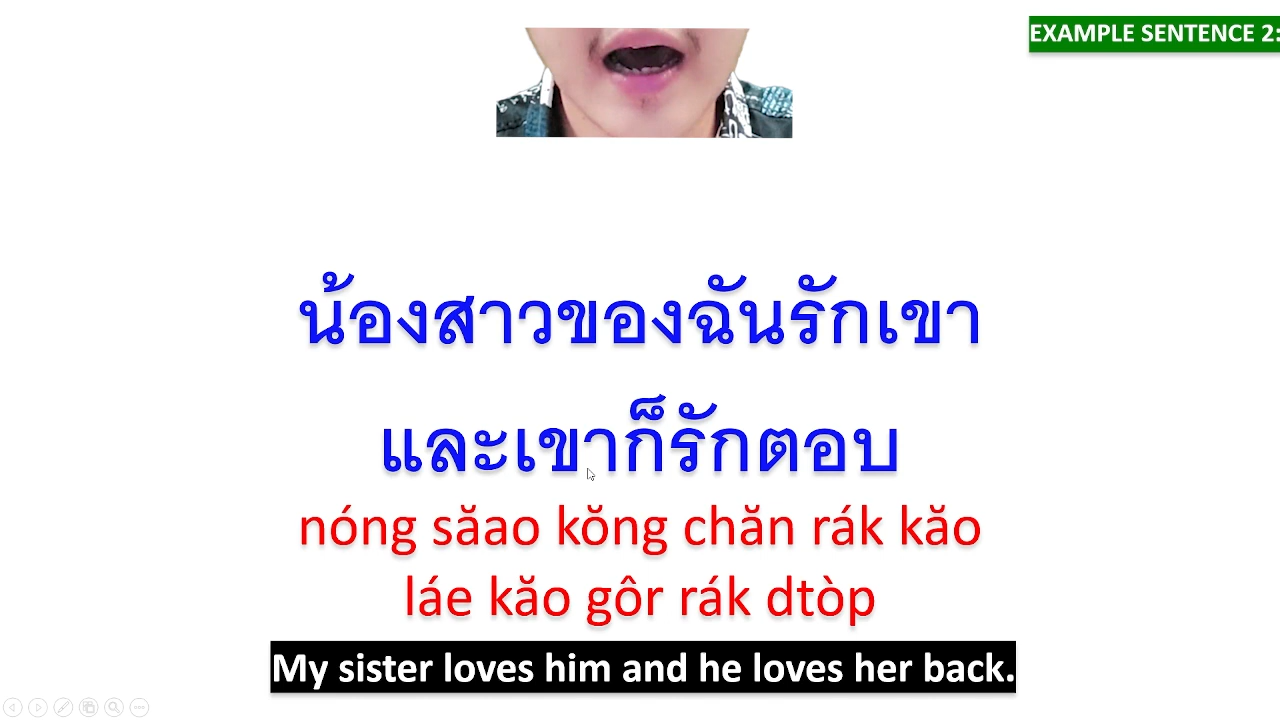 EXAMPLE SENTENCE 2:
น้องสาวของฉันรักเขา
และเขาก็รักตอบ
nóng săao kŏng chăn rák kăo
láe kăo gôr rák dtòp
My sister loves him and he loves her back.